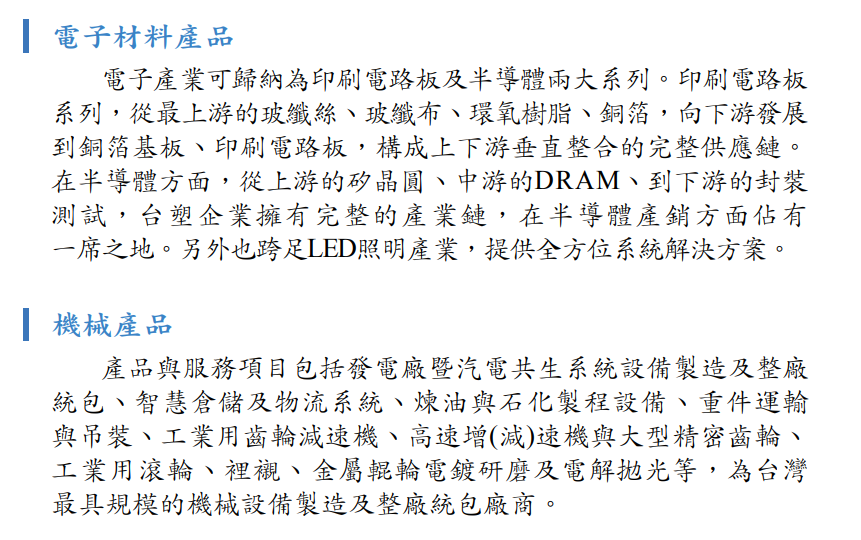 電子材料產品
電子產業可歸納為印刷電路板及半導體兩大系列。印刷電路板
系列，從最上游的玻纖絲、玻纖布、環氧樹脂、銅箔，向下游發展
到銅箔基板、印刷電路板，構成上下游垂直整合的完整供應鏈。
在半導體方面，從上游的矽晶圓、中游的DRAM、到下游的封裝
測試，台塑企業擁有完整的產業鏈，在半導體產銷方面佔有
一席之地。另外也跨足LED照明產業，提供全方位系統解決方案。
機械產品
產品與服務項目包括發電廠暨汽電共生系統設備製造及整廠
統包、智慧倉儲及物流系統、煉油與石化製程設備、重件運輸
與吊裝、工業用齒輪減速機、高速增(減)速機與大型精密齒輪、
工業用滾輪、裡襯、金屬輥輪電鍍研磨及電解拋光等，為台灣
最具規模的機械設備製造及整廠統包廠商。